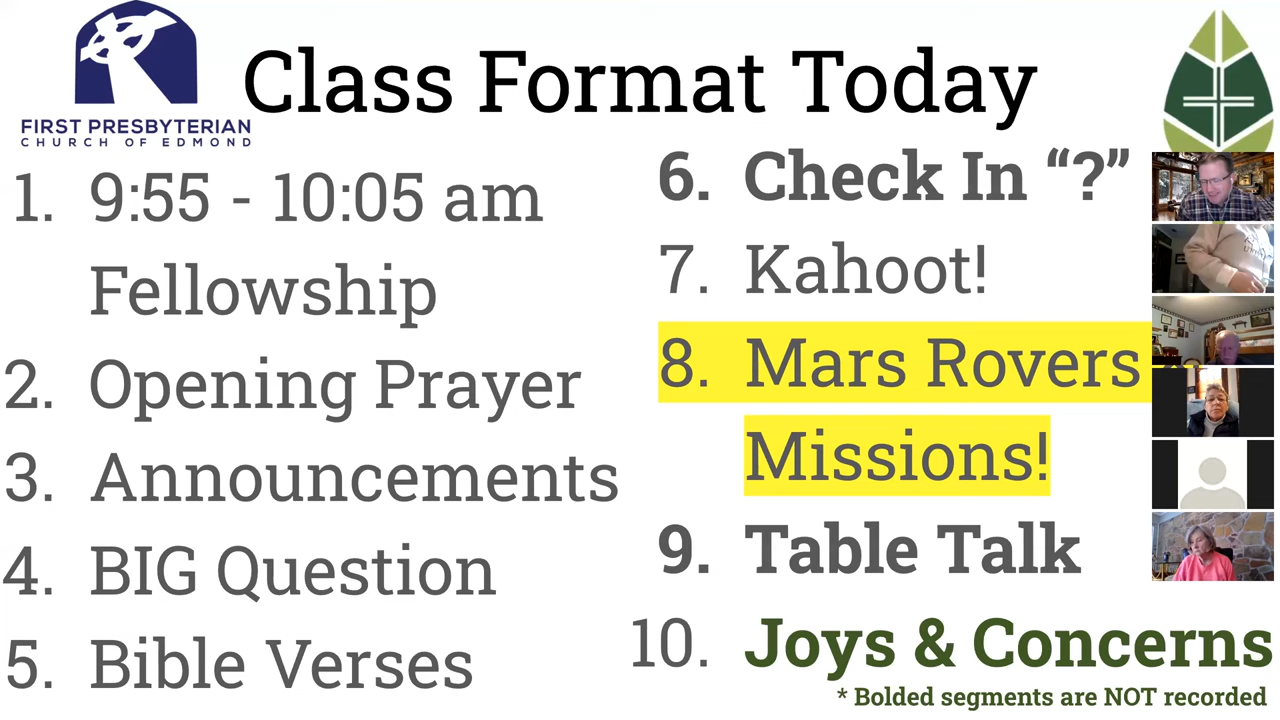 FIRST PRESBYTERIAN
CHURCH OF EDMOND
Class Format Today
1. 9:55 - 10:05 am
Fellowship
2. Opening Prayer
3. Announcements
4. BIG Question
5. Bible Verses
6. Check In “?”
7. Kahoot!
8. Mars Rovers
Missions!
9. Table Talk
10. Joys & Concerns
* Bolded segments are NOT recorded